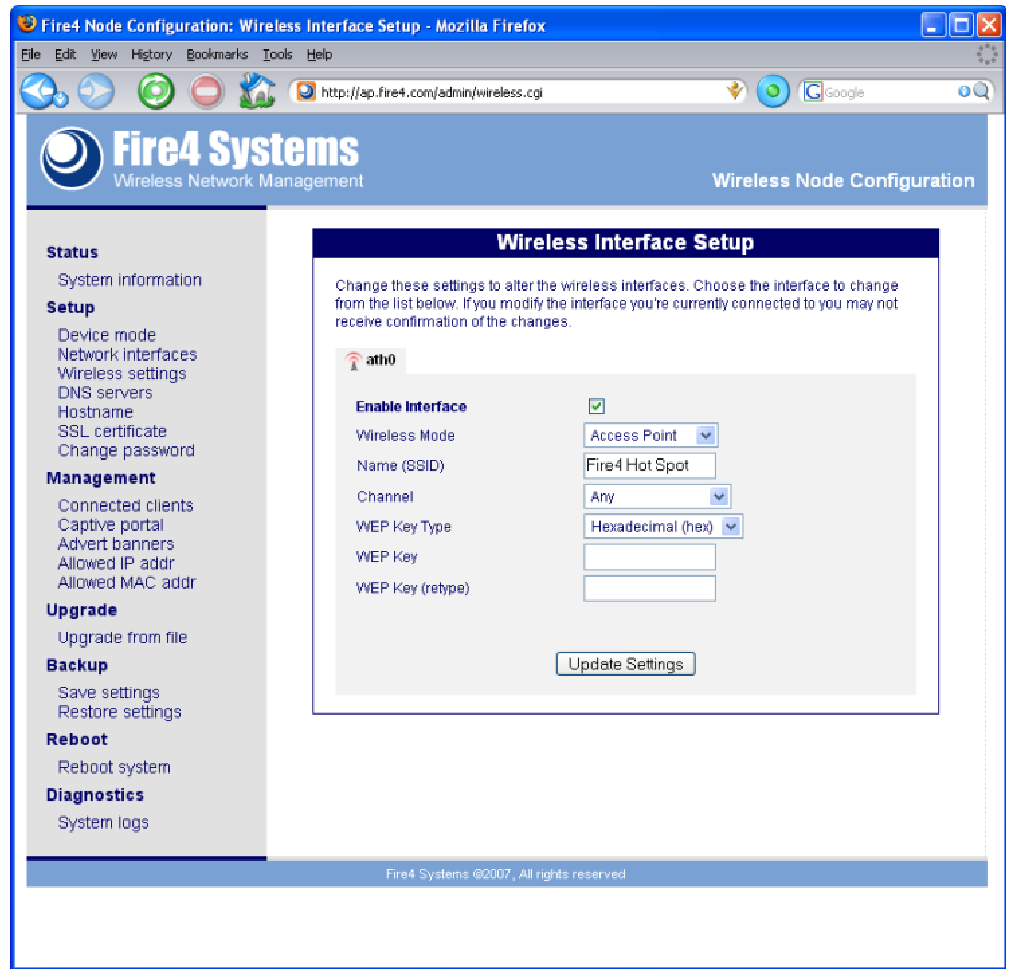 Fire4 Node Configuration: Wireless Interface Setup - Mozilla Firefox
File Edit View History Bookmarks Tools Help
http://ap.fire4.com/admin/wireless.cgi
G Google
Fire4 Systems
Wireless Network Management
Wireless Node Configuration
Status
System information
Setup
Device mode
Network interfaces
Wireless settings
DNS servers
Hostname
SSL certificate
Change password
Management
Connected clients
Captive portal
Advert banners
Allowed IP addr
Allowed MAC addr
Upgrade
Upgrade from file
Backup
Save settings
Restore settings
Reboot
Reboot system
Diagnostics
System logs
Wireless Interface Setup
Change these settings to alter the wireless interfaces. Choose the interface to change
from the list below. If you modify the interface you're currently connected to you may not
receive confirmation of the changes.
ath0
Enable Interface
Wireless Mode Access Point
Name (SSID) Fire4 Hot Spot
Channel Any
WEP Key Type Hexadecimal (hex)
WEP Key
WEP Key (retype)
Update Settings
Fire4 Systems ©2007, All rights reserved